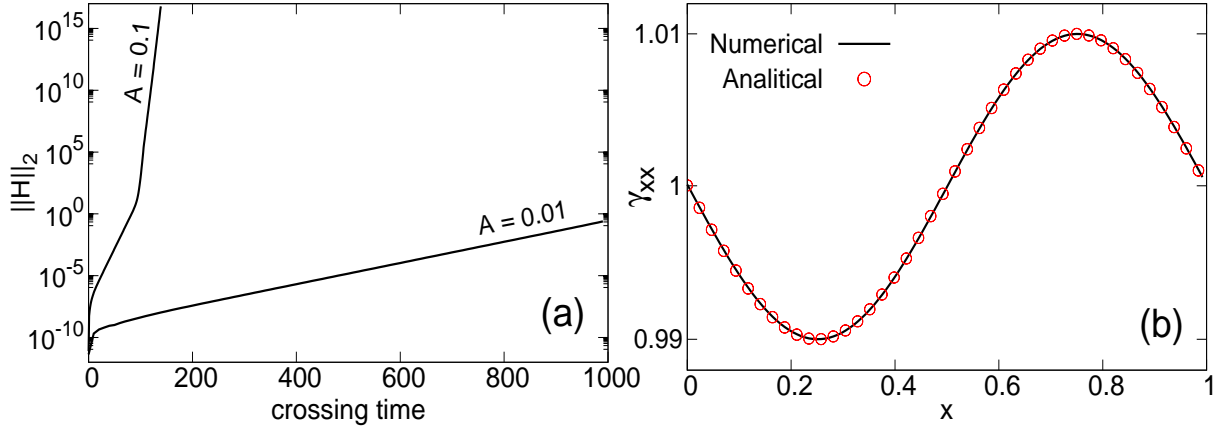 10^15
10^10
10^5
10^0
10^-5
10^-10
||H||_2
A = 0.1
A = 0.01
(a)
0 200 400 600 800 1000
crossing time
1.01
1
0.99
γ_xx
Numerical
Analitical
(b)
0 0.2 0.4 0.6 0.8 1
x